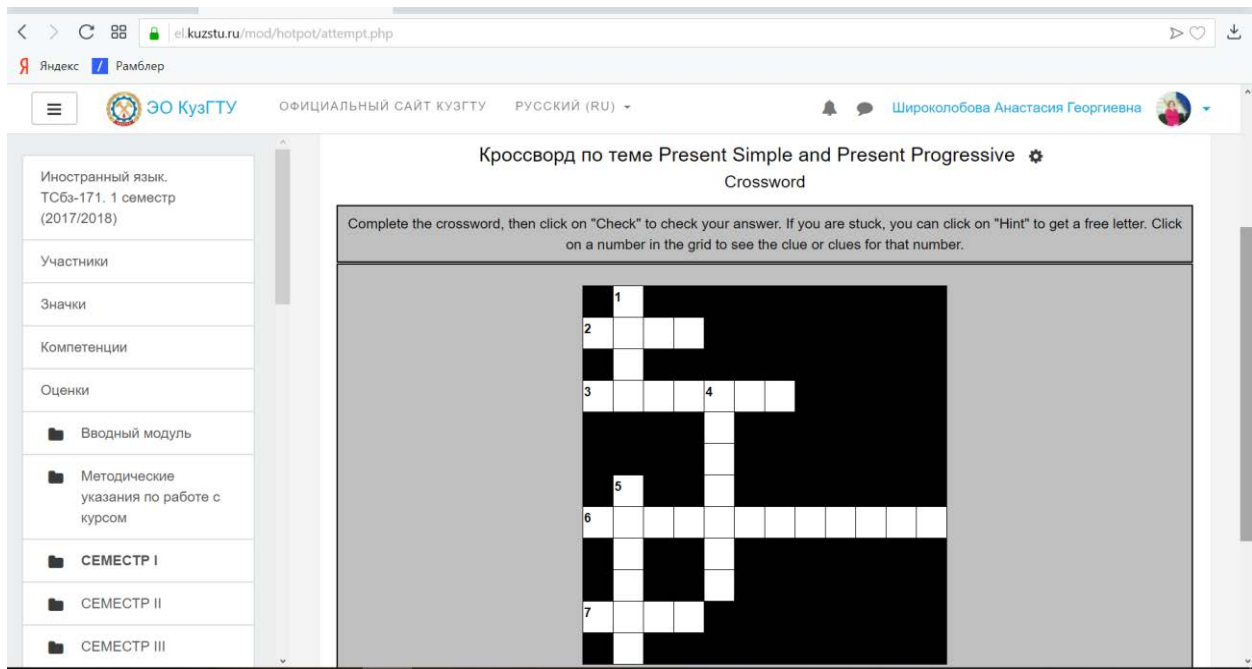 el.kuzstu.ru/mod/hotpot/attempt.php
Яндекс Рамблер
ЭО КузГТУ ОФИЦИАЛЬНЫЙ САЙТ КУЗГТУ РУССКИЙ (RU) Широколобова Анастасия Георгиевна
Иностранный язык.
ТСбз-171. 1 семестр
(2017/2018)
Участники
Значки
Компетенции
Оценки
Вводный модуль
Методические
указания по работе с
курсом
СЕМЕСТР I
СЕМЕСТР II
СЕМЕСТР III
Кроссворд по теме Present Simple and Present Progressive
Crossword
Complete the crossword, then click on "Check" to check your answer. If you are stuck, you can click on "Hint" to get a free letter. Click
on a number in the grid to see the clue or clues for that number.
1
2
3 4
5
6
7